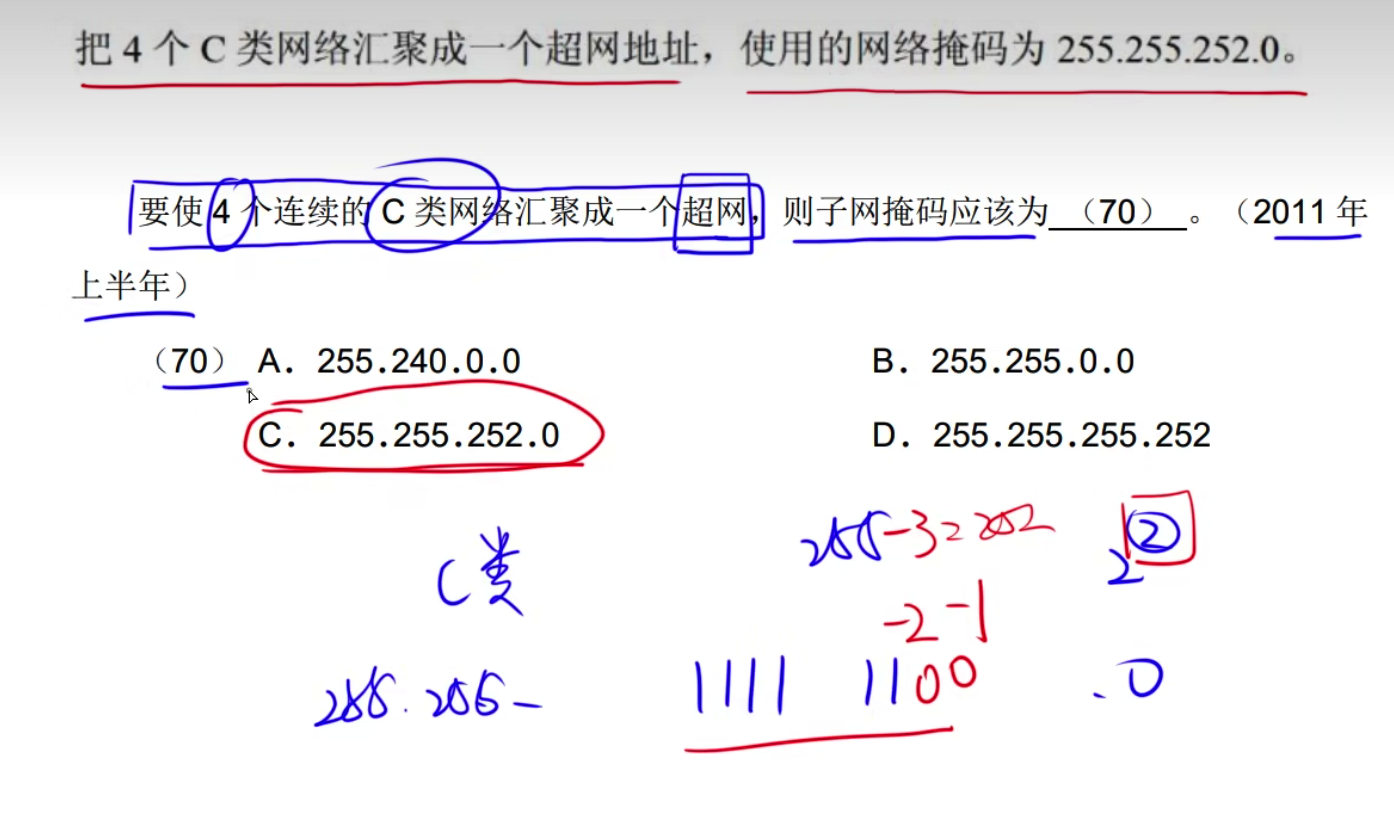 把 4 个 C 类网络汇聚成一个超网地址，使用的网络掩码为 255.255.252.0。
要使 4 个连续的 C 类网络汇聚成一个超网，则子网掩码应该为 （70） 。（2011 年
上半年）
（70） A. 255.240.0.0 B. 255.255.0.0
C. 255.255.252.0 D. 255.255.255.252
255-3=252 2②
C类
-2 -1
255.255- 1111 1100 .0